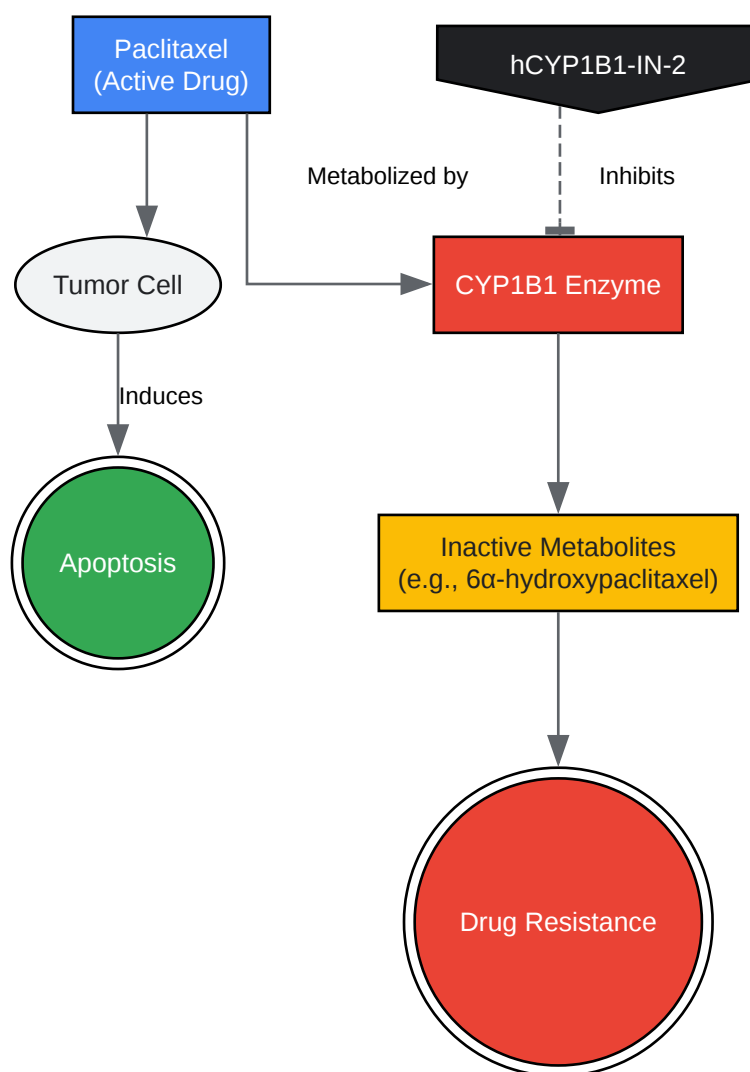 Paclitaxel
(Active Drug)
hCYP1B1-IN-2
Metabolized by
Inhibits
Tumor Cell
CYP1B1 Enzyme
Induces
Apoptosis
Inactive Metabolites
(e.g., 6α-hydroxypaclitaxel)
Drug Resistance